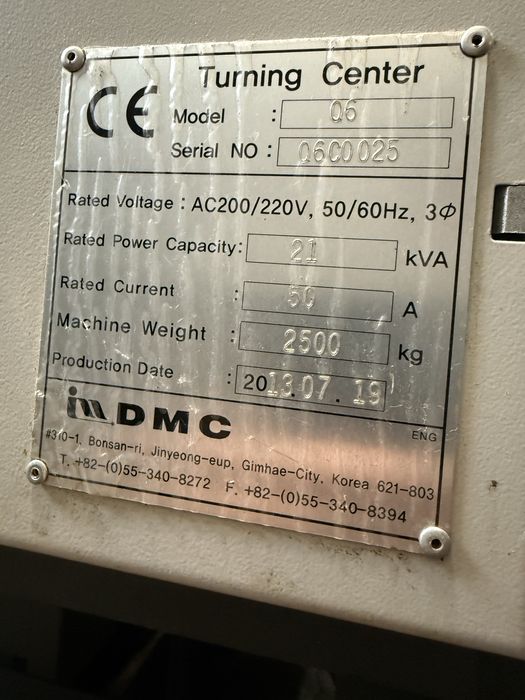 CE
Turning Center
Model : Q6
Serial NO : Q6C0025
Rated Voltage : AC200/220V, 50/60Hz, 3Φ
Rated Power Capacity: 21 kVA
Rated Current : 50 A
Machine Weight : 2500 kg
Production Date : 2013.07.19
DMC
ENG
#310-1, Bonsan-ri, Jinyeong-eup, Gimhae-City, Korea 621-803
T. +82-(0)55-340-8272 F. +82-(0)55-340-8394